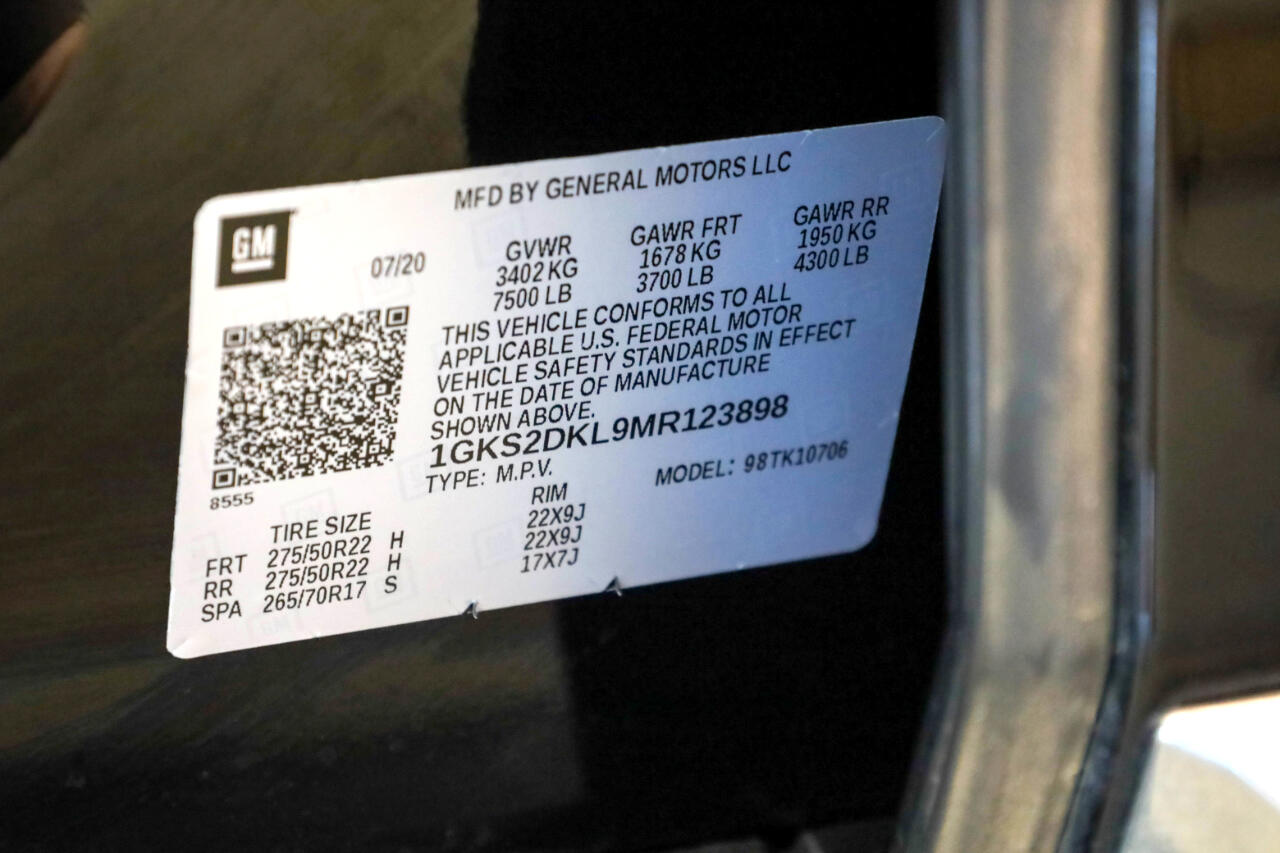 MFD BY GENERAL MOTORS LLC
GM
07/20
GVWR GAWR FRT GAWR RR
3402 KG 1678 KG 1950 KG
7500 LB 3700 LB 4300 LB
THIS VEHICLE CONFORMS TO ALL
APPLICABLE U.S. FEDERAL MOTOR
VEHICLE SAFETY STANDARDS IN EFFECT
ON THE DATE OF MANUFACTURE
SHOWN ABOVE.
1GKS2DKL9MR123898
TYPE: M.P.V. MODEL: 98TK10706
8555
TIRE SIZE RIM
FRT 275/50R22 H 22X9J
RR 275/50R22 H 22X9J
SPA 265/70R17 S 17X7J